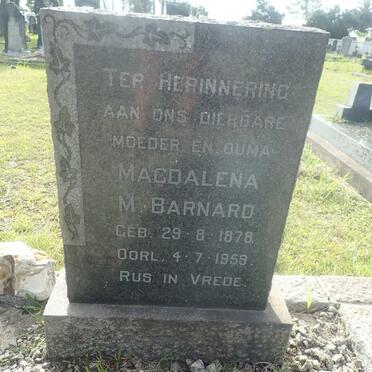 TER HERINNERING
AAN ONS DIERBARE
MOEDER EN OUMA
MAGDALENA
M. BARNARD
GEB. 29-8-1878.
OORL. 4-7-1959.
RUS IN VREDE.